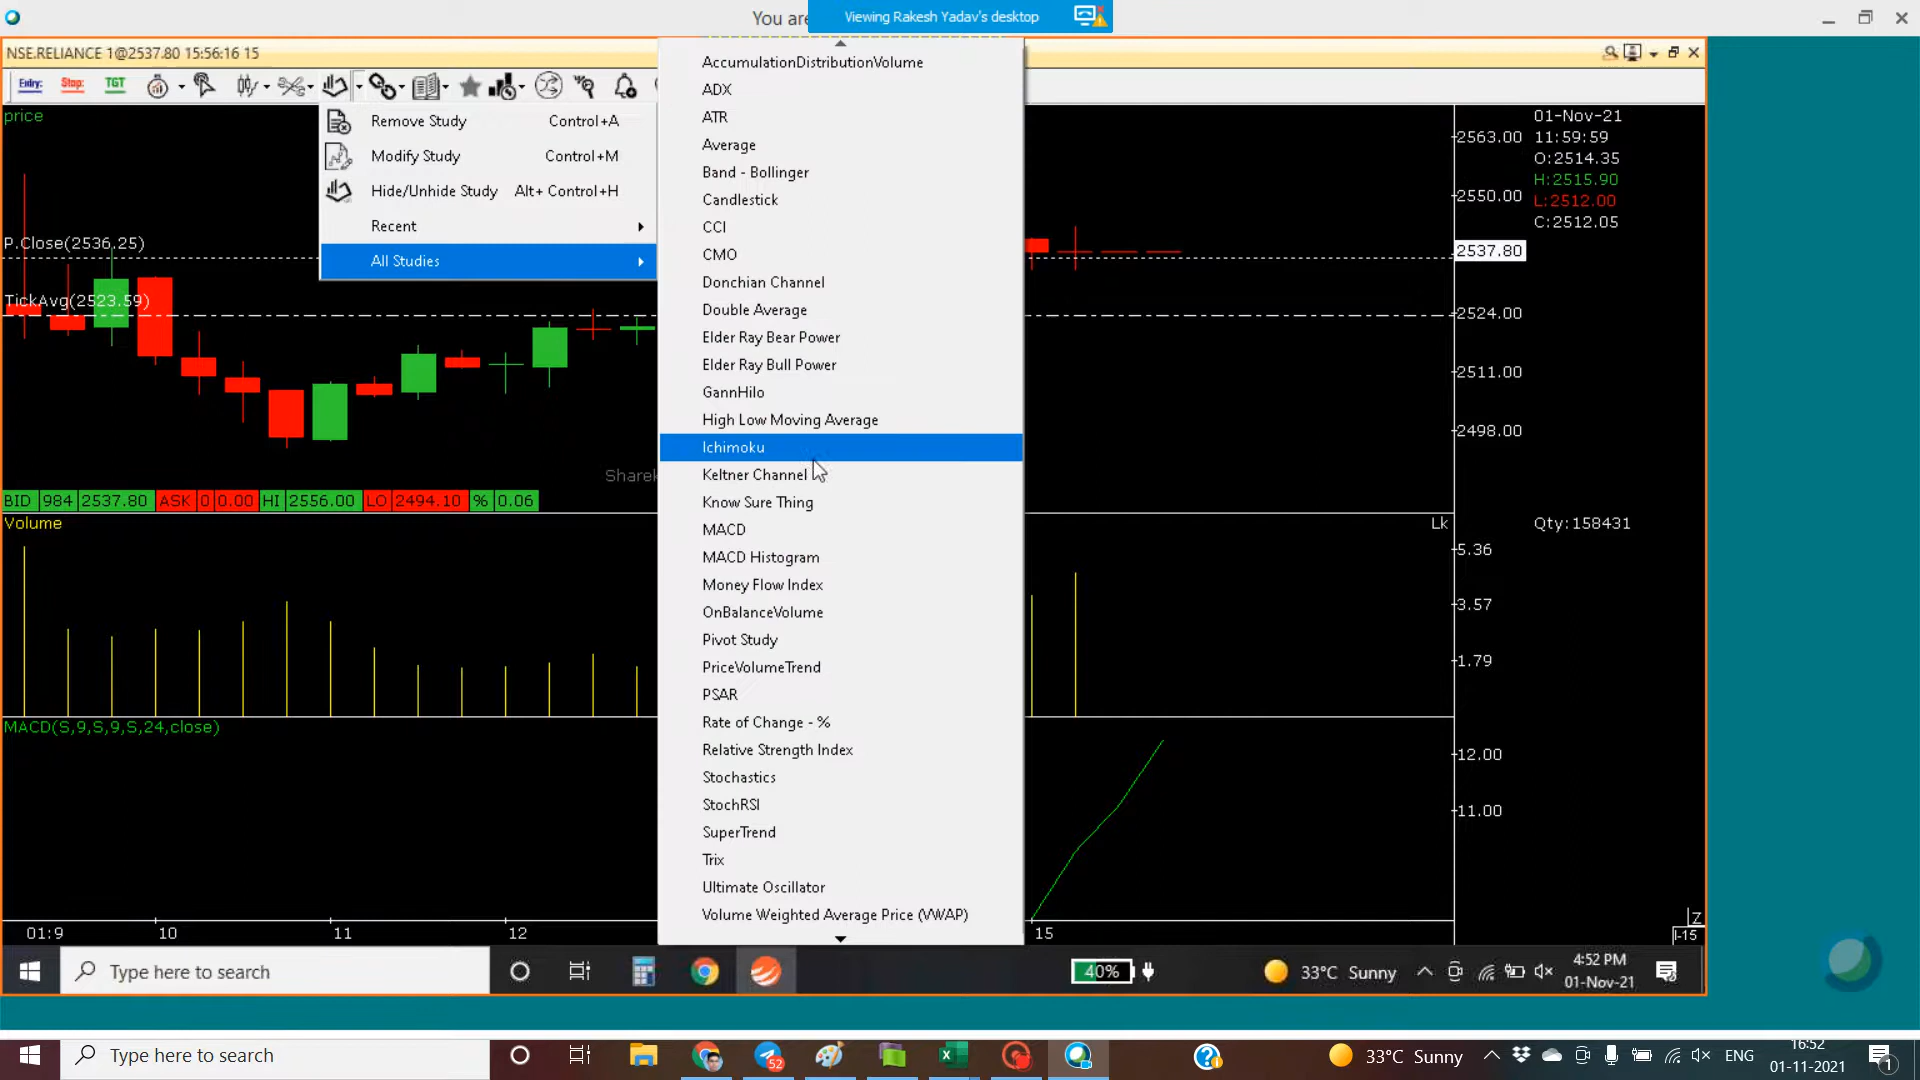 You are
Viewing Rakesh Yadav's desktop
NSE.RELIANCE 1@2537.80 15:56:16 15
Entry:
Stop:
TGT
price
Remove Study Control+A
Modify Study Control+M
Hide/Unhide Study Alt+ Control+H
Recent
All Studies
AccumulationDistributionVolume
ADX
ATR
Average
Band - Bollinger
Candlestick
CCI
CMO
Donchian Channel
Double Average
Elder Ray Bear Power
Elder Ray Bull Power
GannHilo
High Low Moving Average
Ichimoku
Keltner Channel
Know Sure Thing
MACD
MACD Histogram
Money Flow Index
OnBalanceVolume
Pivot Study
PriceVolumeTrend
PSAR
Rate of Change - %
Relative Strength Index
Stochastics
StochRSI
SuperTrend
Trix
Ultimate Oscillator
Volume Weighted Average Price (VWAP)
P.Close(2536.25)
TickAvg(2523.59)
Sharek
BID 984 2537.80 ASK 0 0.00 HI 2556.00 LO 2494.10 % 0.06
Volume
Lk
MACD(S,9,S,9,S,24,close)
2563.00
2550.00
2537.80
2524.00
2511.00
2498.00
5.36
3.57
1.79
12.00
11.00
01-Nov-21
11:59:59
O:2514.35
H:2515.90
L:2512.00
C:2512.05
Qty:158431
01:9 10 11 12 15
Z
I-15
Type here to search
40%
33°C Sunny
4:52 PM
01-Nov-21
Type here to search
52
33°C Sunny
ENG
16:52
01-11-2021
1